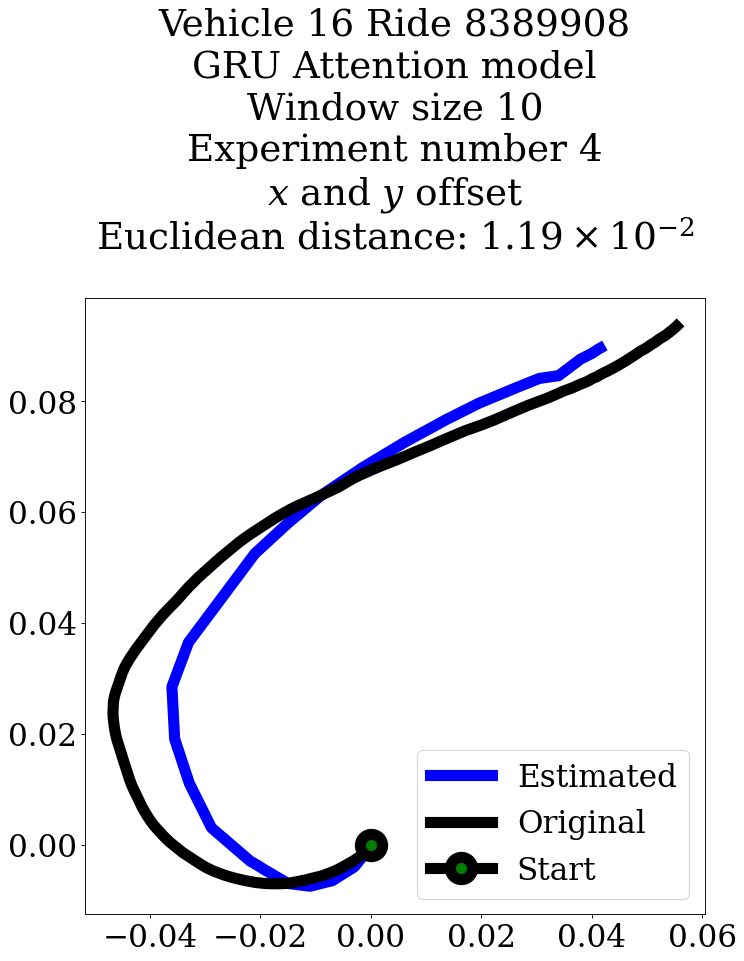 Vehicle 16 Ride 8389908
GRU Attention model
Window size 10
Experiment number 4
x and y offset
Euclidean distance: 1.19 × 10⁻²
0.08
0.06
0.04
0.02
0.00
Estimated
Original
Start
−0.04 −0.02 0.00 0.02 0.04 0.06